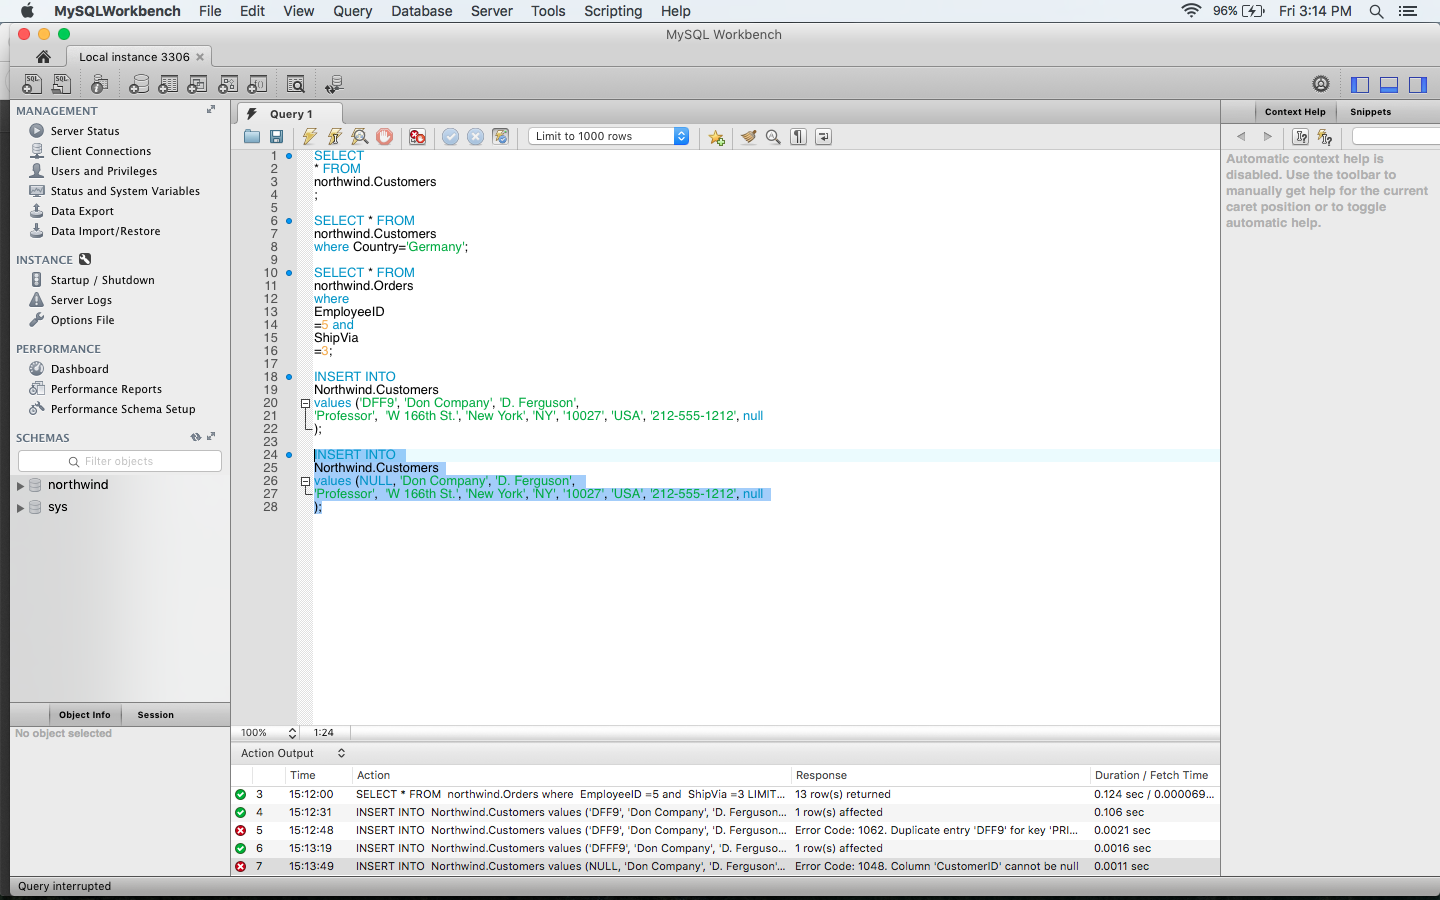 MySQLWorkbench File Edit View Query Database Server Tools Scripting Help 96% Fri 3:14 PM
MySQL Workbench
Local instance 3306
MANAGEMENT
Server Status
Client Connections
Users and Privileges
Status and System Variables
Data Export
Data Import/Restore
INSTANCE
Startup / Shutdown
Server Logs
Options File
PERFORMANCE
Dashboard
Performance Reports
Performance Schema Setup
SCHEMAS
Filter objects
northwind
sys
Object Info Session
No object selected
Query 1
Limit to 1000 rows
1 SELECT
2 * FROM
3 northwind.Customers
4 ;
5
6 SELECT * FROM
7 northwind.Customers
8 where Country='Germany';
9
10 SELECT * FROM
11 northwind.Orders
12 where
13 EmployeeID
14 =5 and
15 ShipVia
16 =3;
17
18 INSERT INTO
19 Northwind.Customers
20 values ('DFF9', 'Don Company', 'D. Ferguson',
21 'Professor', 'W 166th St.', 'New York', 'NY', '10027', 'USA', '212-555-1212', null
22 );
23
24 INSERT INTO
25 Northwind.Customers
26 values (NULL, 'Don Company', 'D. Ferguson',
27 'Professor', 'W 166th St.', 'New York', 'NY', '10027', 'USA', '212-555-1212', null
28 );
100% 1:24
Action Output
Time Action Response Duration / Fetch Time
3 15:12:00 SELECT * FROM northwind.Orders where EmployeeID =5 and ShipVia =3 LIMIT... 13 row(s) returned 0.124 sec / 0.000069...
4 15:12:31 INSERT INTO Northwind.Customers values ('DFF9', 'Don Company', 'D. Ferguson... 1 row(s) affected 0.106 sec
5 15:12:48 INSERT INTO Northwind.Customers values ('DFF9', 'Don Company', 'D. Ferguson... Error Code: 1062. Duplicate entry 'DFF9' for key 'PRI... 0.0021 sec
6 15:13:19 INSERT INTO Northwind.Customers values ('DFFF9', 'Don Company', 'D. Ferguso... 1 row(s) affected 0.0016 sec
7 15:13:49 INSERT INTO Northwind.Customers values (NULL, 'Don Company', 'D. Ferguson'... Error Code: 1048. Column 'CustomerID' cannot be null 0.0011 sec
Query interrupted
Context Help Snippets
Automatic context help is
disabled. Use the toolbar to
manually get help for the current
caret position or to toggle
automatic help.